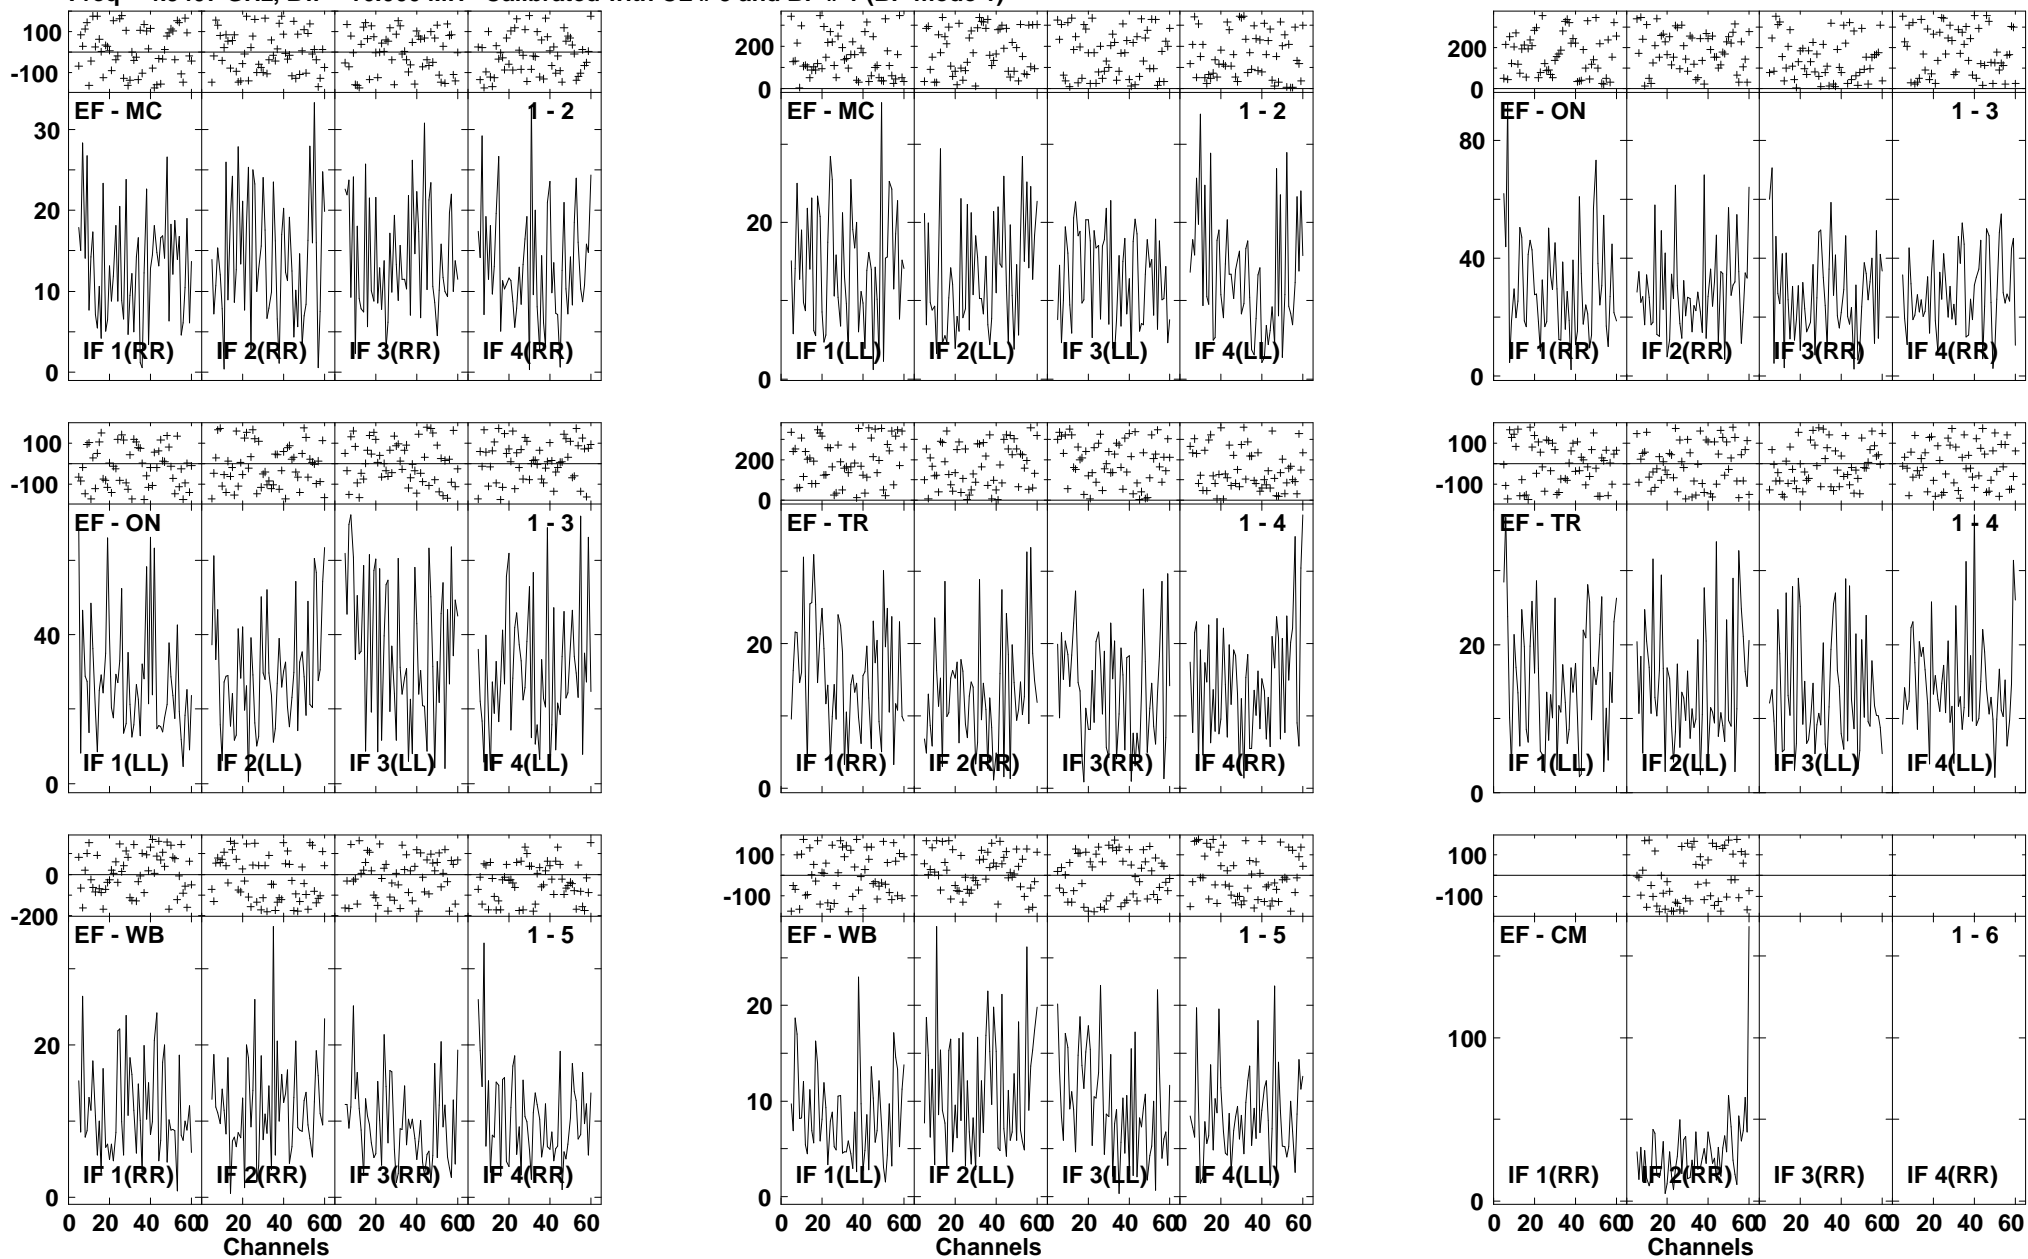 100
-100
EF - MC
1 - 2
30
20
10
0
IF 1(RR)
IF 2(RR)
IF 3(RR)
IF 4(RR)
200
0
EF - MC
1 - 2
20
0
IF 1(LL)
IF 2(LL)
IF 3(LL)
IF 4(LL)
200
0
EF - ON
1 - 3
80
40
0
IF 1(RR)
IF 2(RR)
IF 3(RR)
IF 4(RR)
100
-100
EF - ON
1 - 3
40
0
IF 1(LL)
IF 2(LL)
IF 3(LL)
IF 4(LL)
200
0
EF - TR
1 - 4
20
0
IF 1(RR)
IF 2(RR)
IF 3(RR)
IF 4(RR)
100
-100
EF - TR
1 - 4
20
0
IF 1(LL)
IF 2(LL)
IF 3(LL)
IF 4(LL)
0
-200
EF - WB
1 - 5
20
0
IF 1(RR)
IF 2(RR)
IF 3(RR)
IF 4(RR)
0 20 40 60 0 20 40 60 0 20 40 60 0 20 40 60
Channels
100
-100
EF - WB
1 - 5
20
10
0
IF 1(LL)
IF 2(LL)
IF 3(LL)
IF 4(LL)
0 20 40 60 0 20 40 60 0 20 40 60 0 20 40 60
Channels
100
-100
EF - CM
1 - 6
100
0
IF 1(RR)
IF 2(RR)
IF 3(RR)
IF 4(RR)
0 20 40 60 0 20 40 60 0 20 40 60 0 20 40 60
Channels